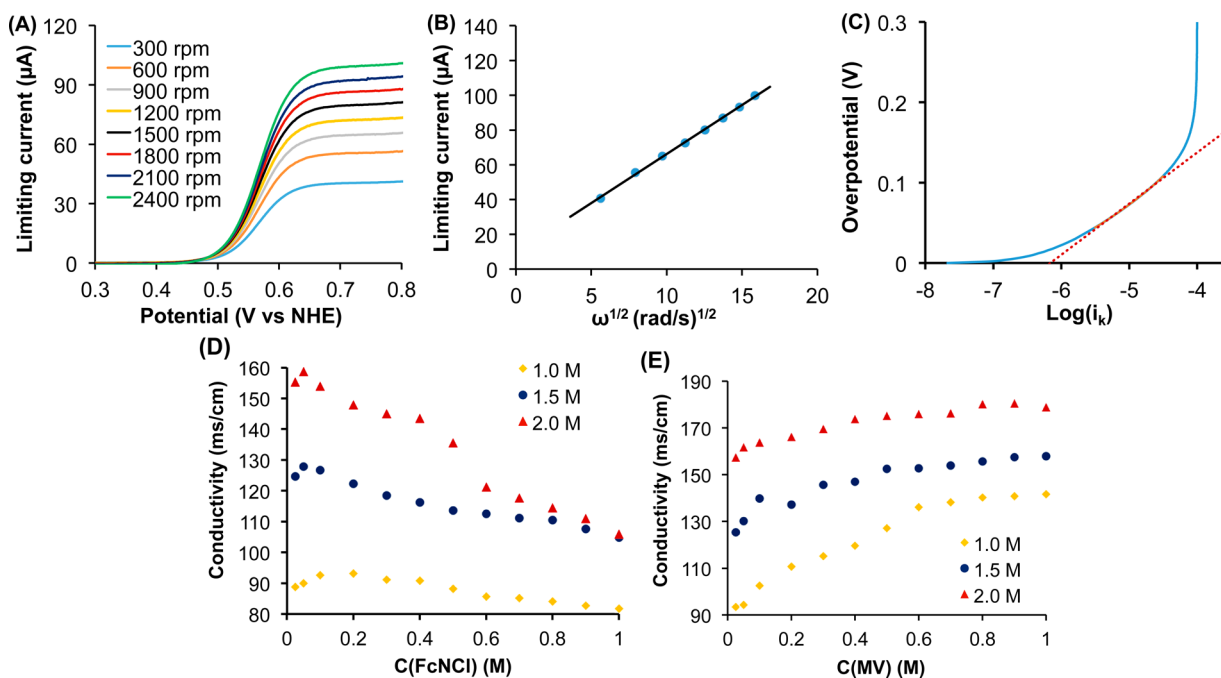 (A)
Limiting current (µA)
120
90
60
30
0
300 rpm
600 rpm
900 rpm
1200 rpm
1500 rpm
1800 rpm
2100 rpm
2400 rpm
0.3 0.4 0.5 0.6 0.7 0.8
Potential (V vs NHE)
(B)
Limiting current (µA)
140
120
100
80
60
40
20
0
0 5 10 15 20
ω1/2 (rad/s)1/2
(C)
Overpotential (V)
0.3
0.2
0.1
0
-8 -7 -6 -5 -4
Log(ik)
(D)
Conductivity (ms/cm)
160
150
140
130
120
110
100
90
80
1.0 M
1.5 M
2.0 M
0 0.2 0.4 0.6 0.8 1
C(FcNCl) (M)
(E)
Conductivity (ms/cm)
190
170
150
130
110
90
1.0 M
1.5 M
2.0 M
0 0.2 0.4 0.6 0.8 1
C(MV) (M)